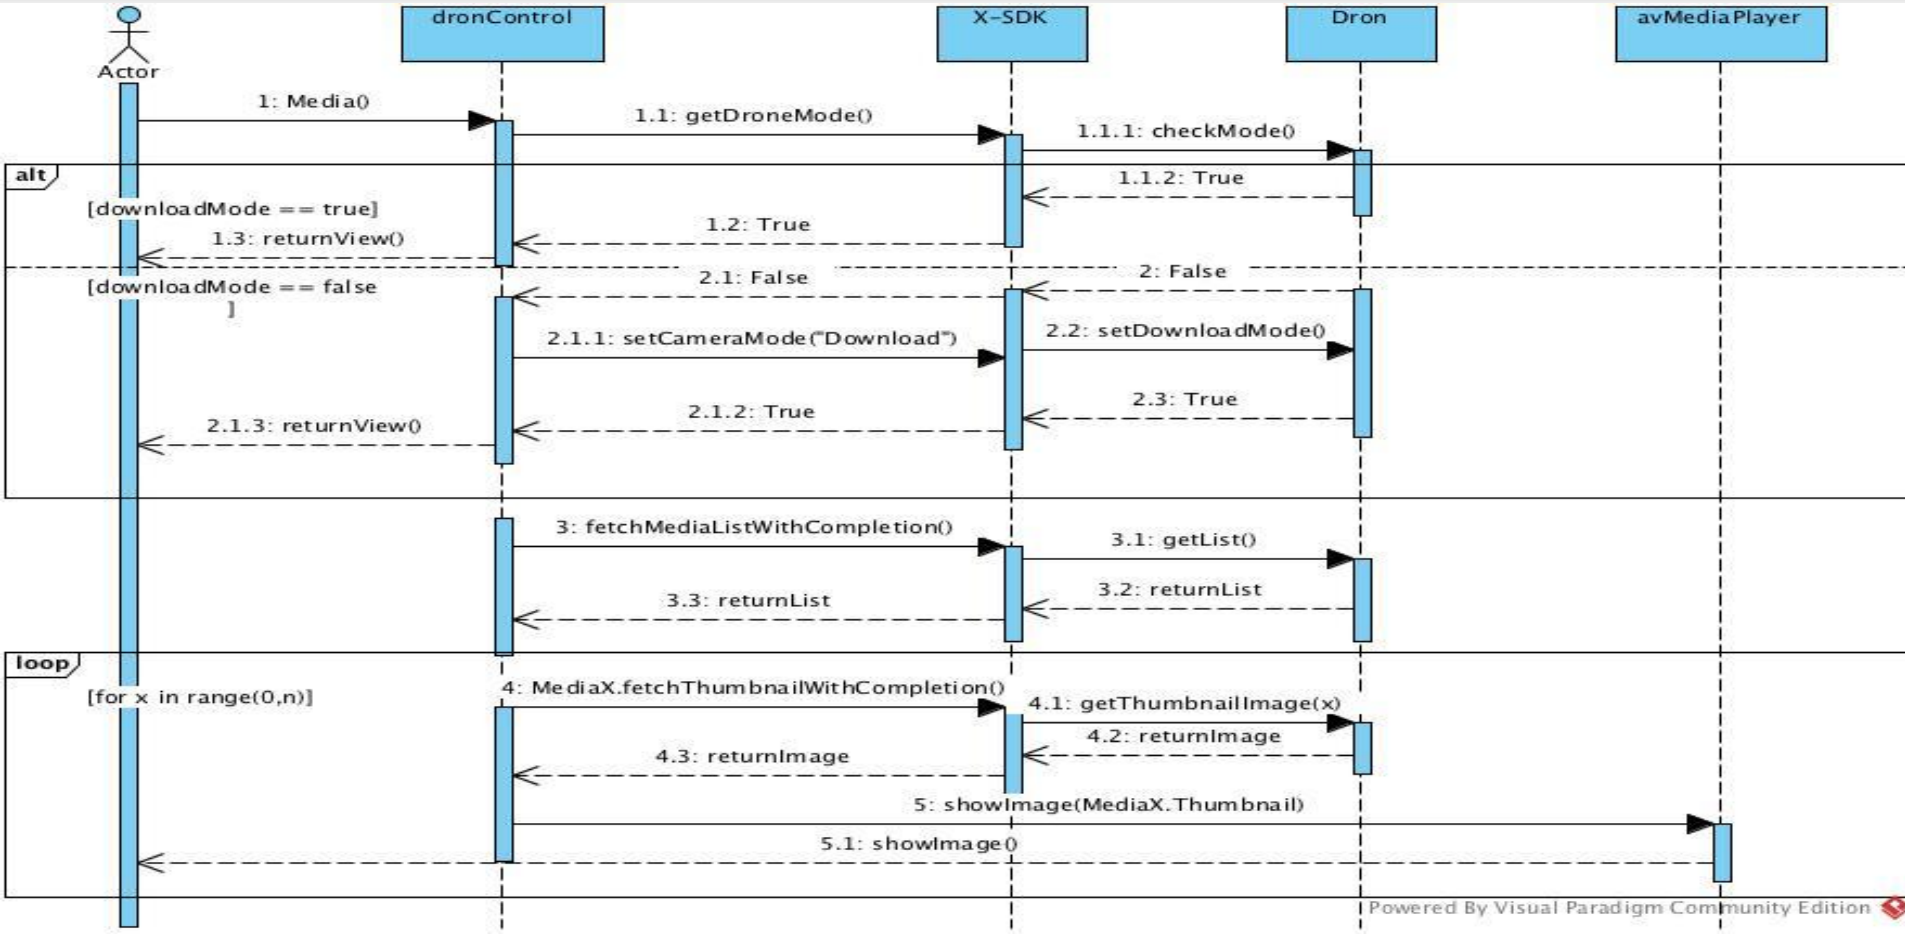 dronControl
X-SDK
Dron
avMediaPlayer
Actor
1: Media()
1.1: getDroneMode()
1.1.1: checkMode()
alt
1.1.2: True
[downloadMode == true]
1.2: True
1.3: returnView()
2: False
2.1: False
[downloadMode == false
]
2.2: setDownloadMode()
2.1.1: setCameraMode("Download")
2.3: True
2.1.2: True
2.1.3: returnView()
3: fetchMediaListWithCompletion()
3.1: getList()
3.2: returnList
3.3: returnList
loop
[for x in range(0,n)]
4: MediaX.fetchThumbnailWithCompletion()
4.1: getThumbnailImage(x)
4.2: returnImage
4.3: returnImage
5: showImage(MediaX.Thumbnail)
5.1: showImage()
Powered By Visual Paradigm Community Edition